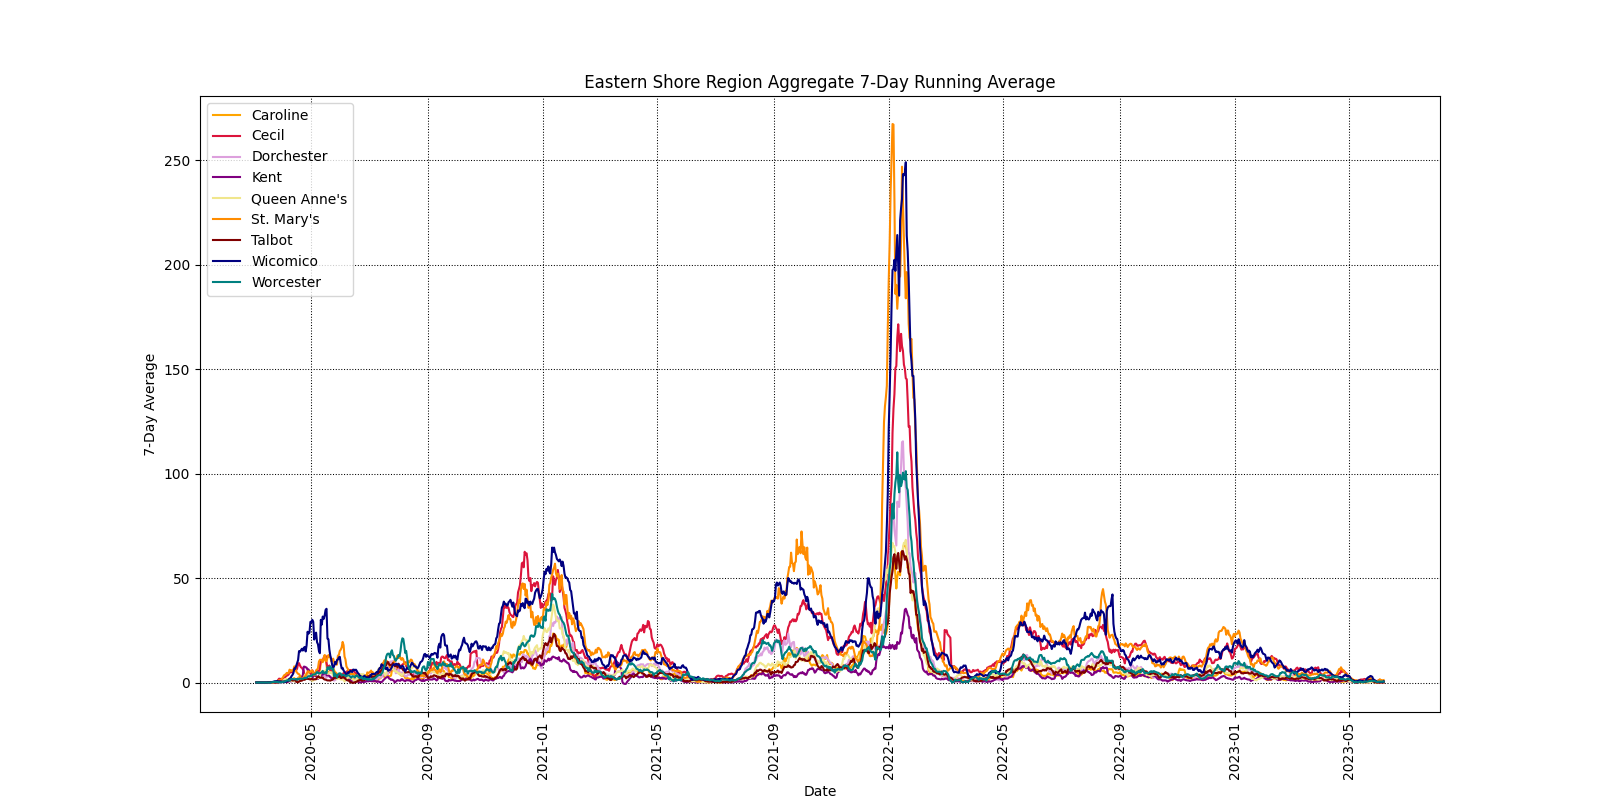 Eastern Shore Region Aggregate 7-Day Running Average
Caroline
Cecil
Dorchester
Kent
Queen Anne's
St. Mary's
Talbot
Wicomico
Worcester
7-Day Average
250
200
150
100
50
0
2020-05
2020-09
2021-01
2021-05
2021-09
2022-01
2022-05
2022-09
2023-01
2023-05
Date